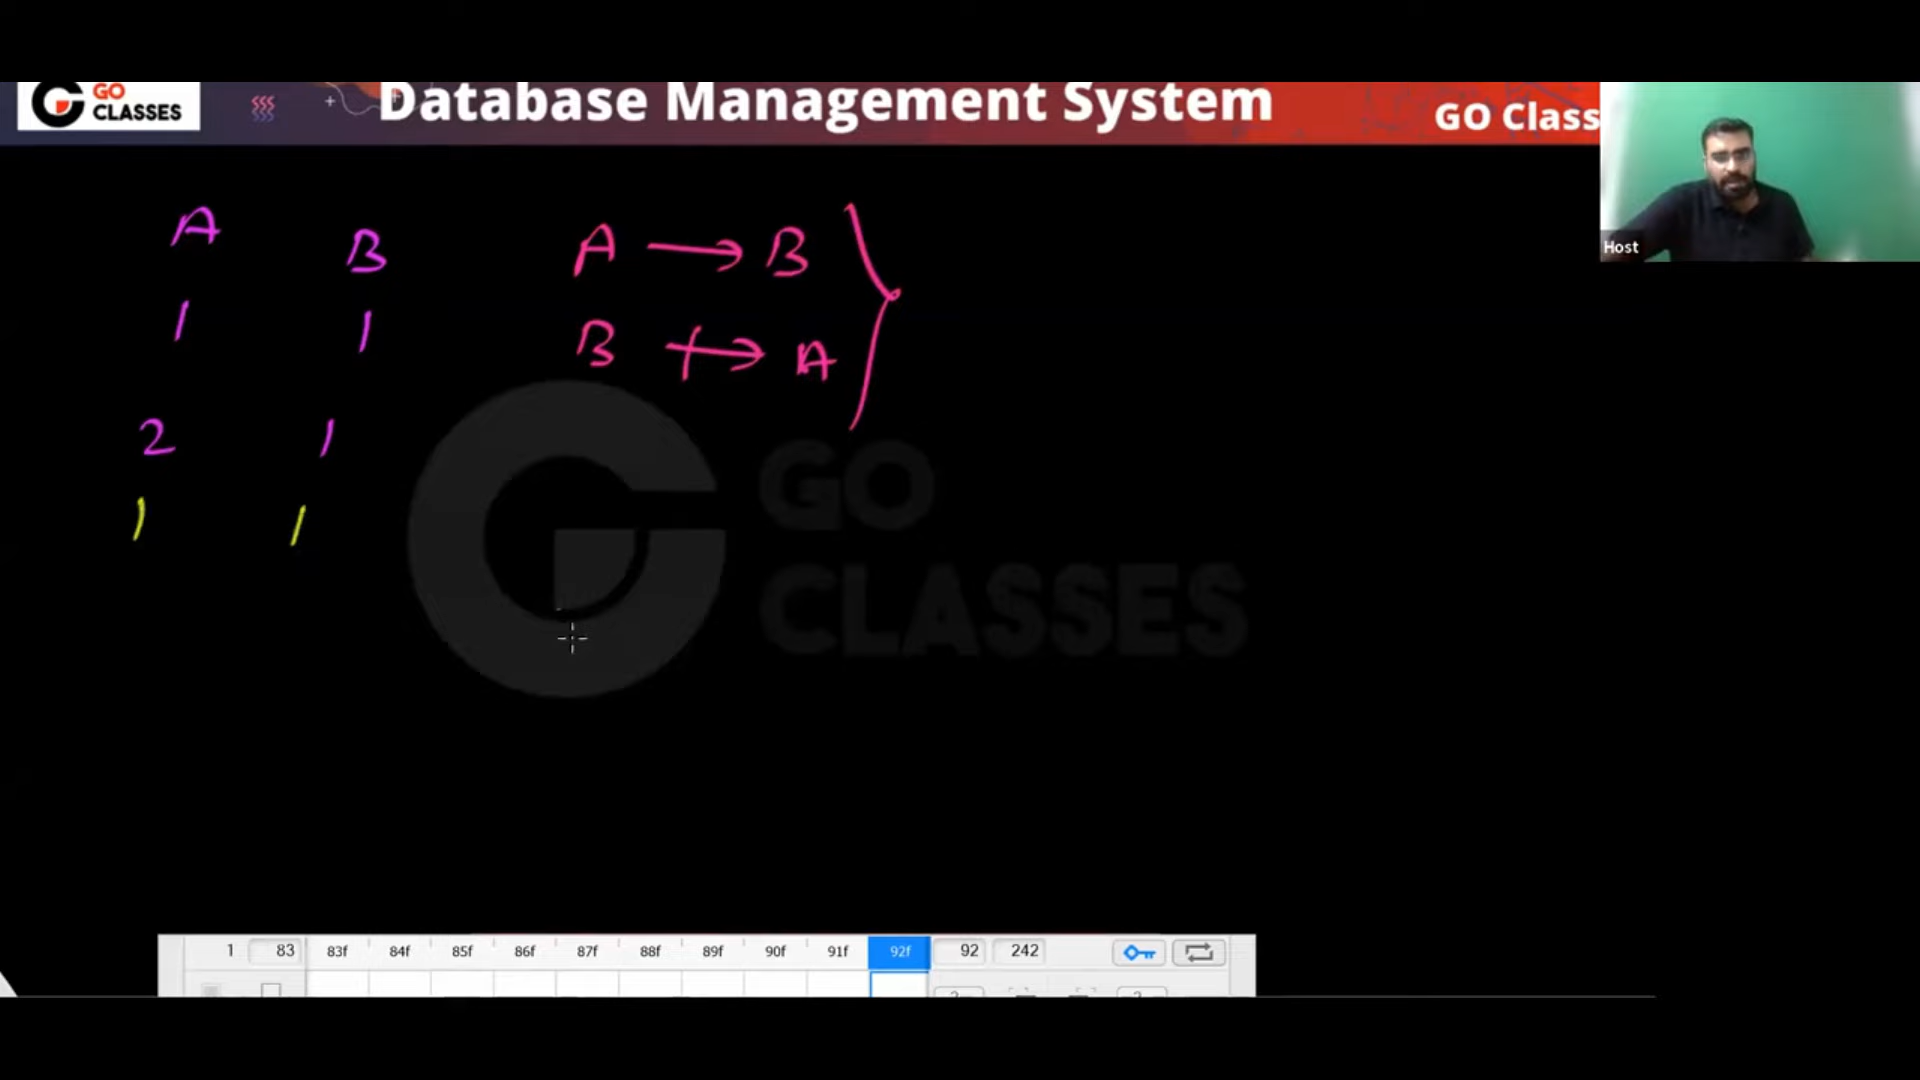 GO
CLASSES
Database Management System
GO Class
Host
A B
1 1
2 1
1 1
A → B
B ↛ A
GO
CLASSES
1 83 83f 84f 85f 86f 87f 88f 89f 90f 91f 92f 92 242